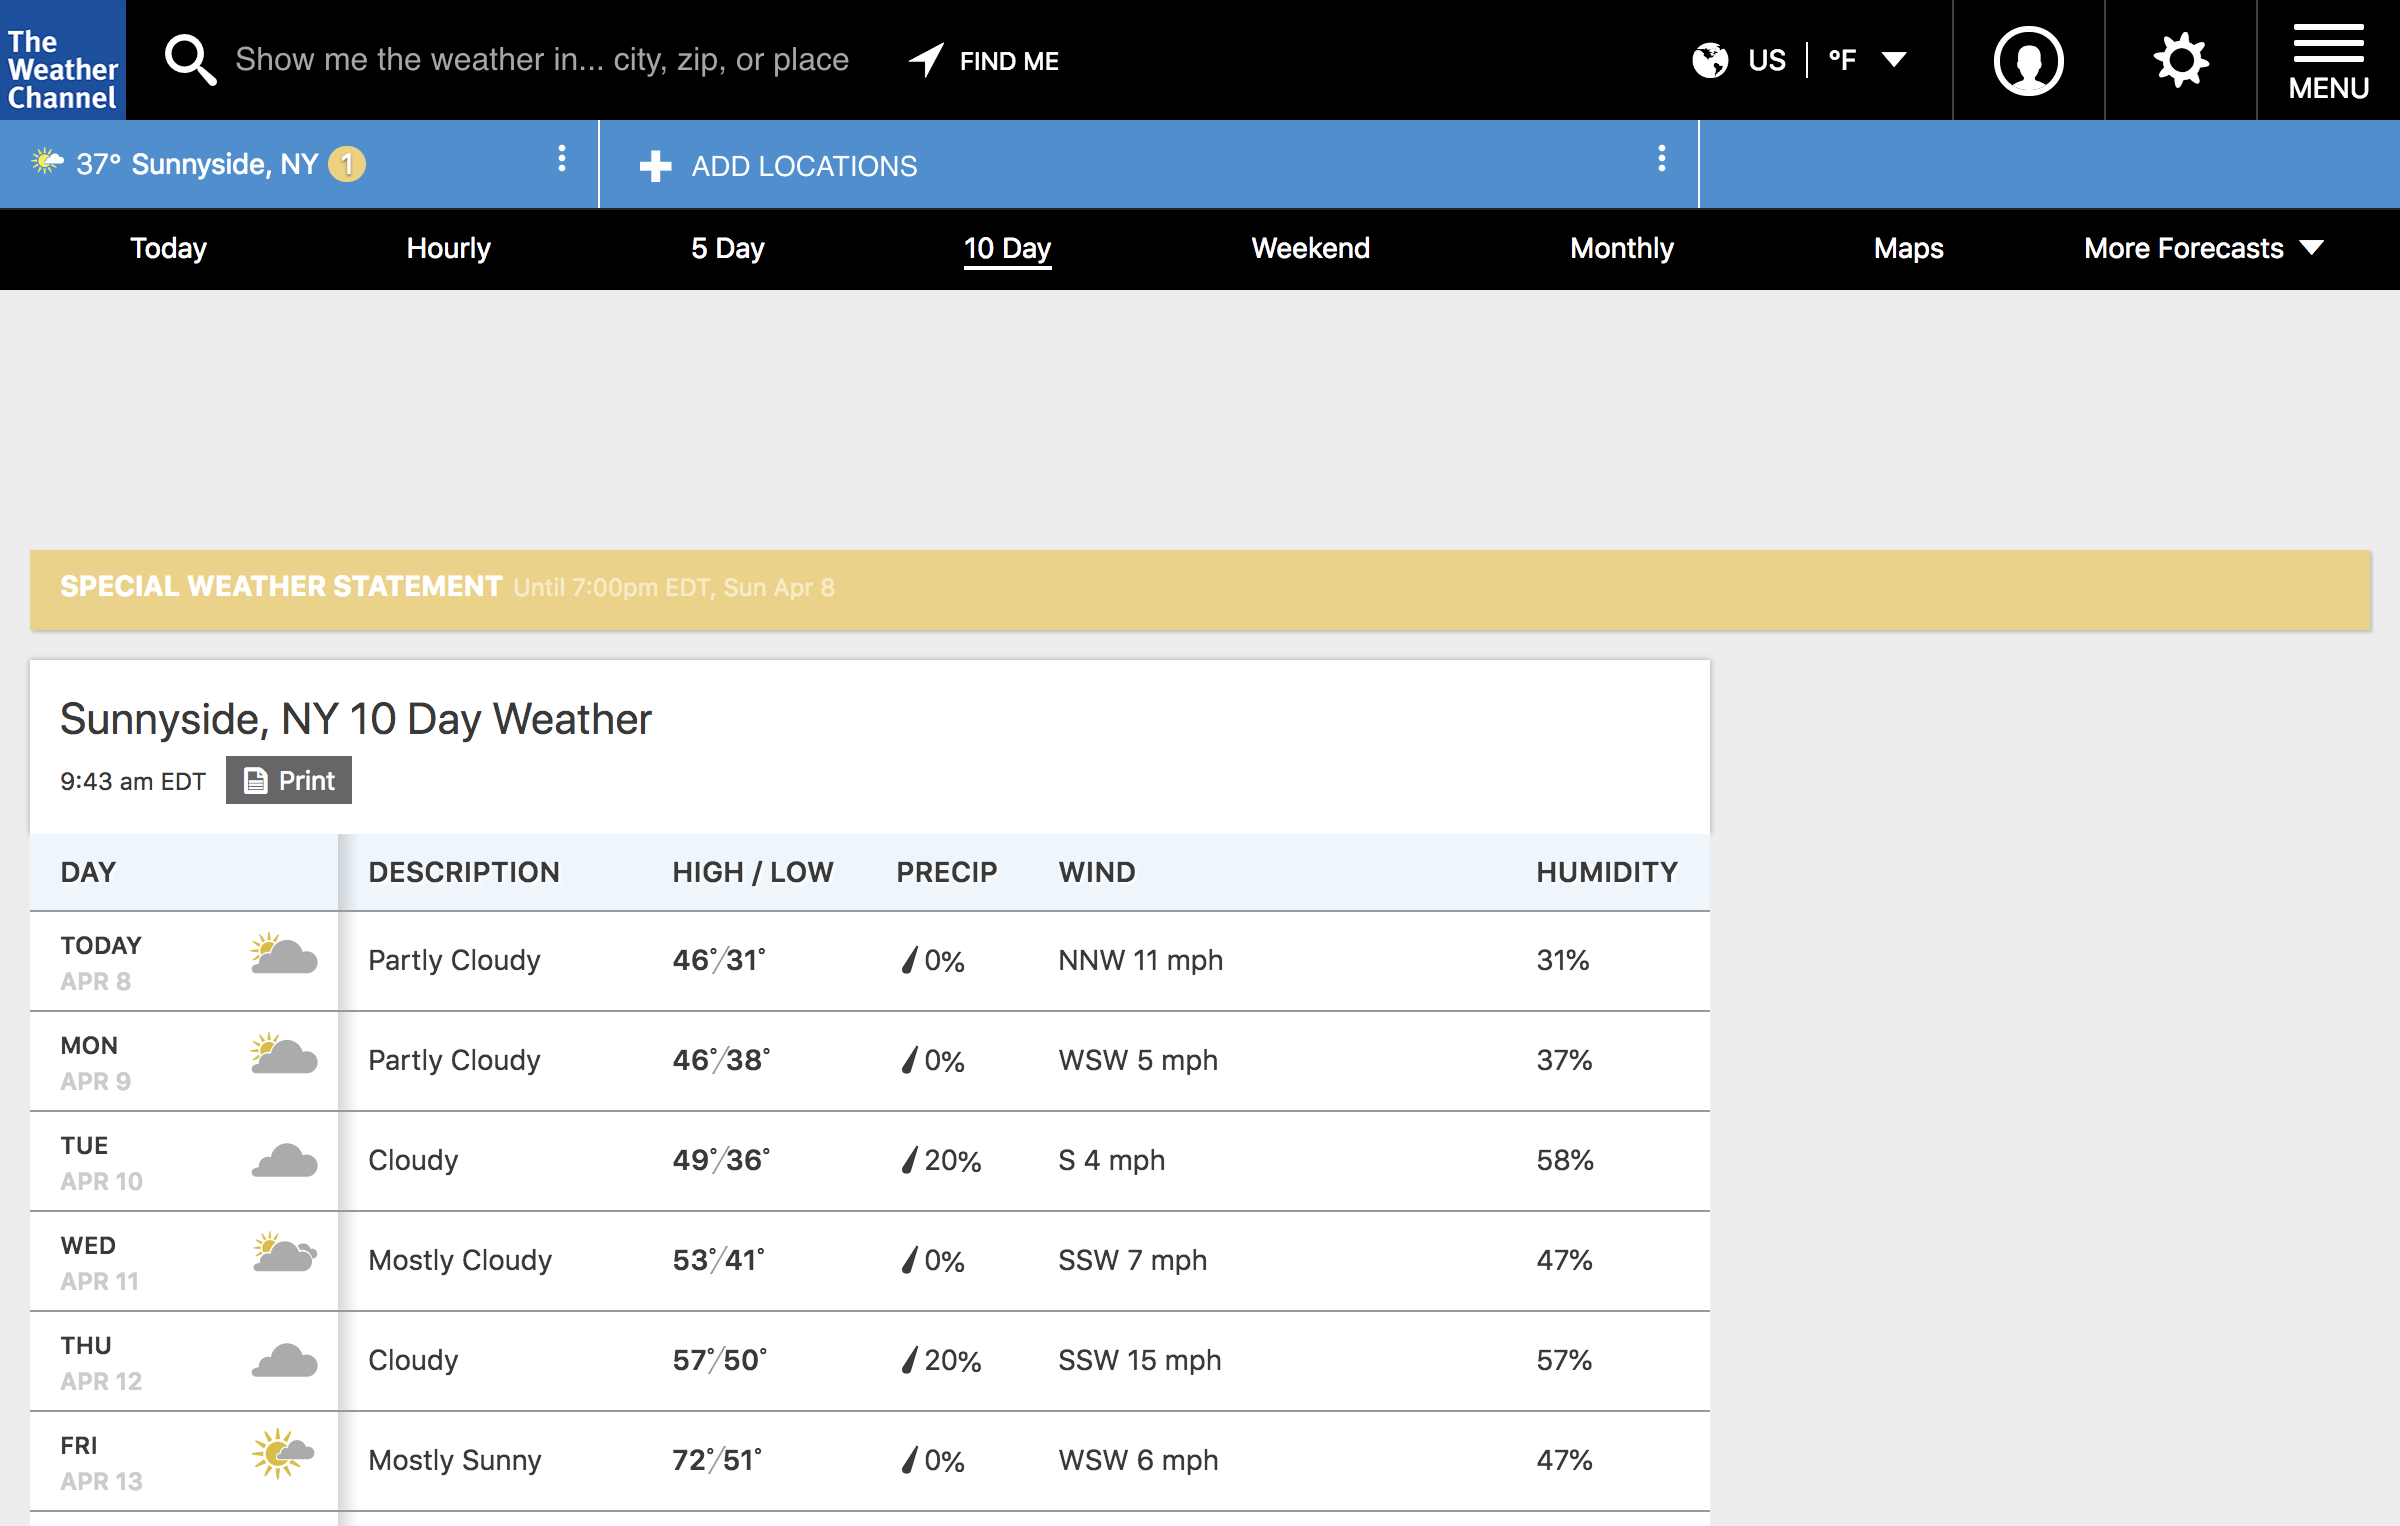 The
Weather
Channel
Show me the weather in... city, zip, or place
FIND ME
US
°F
MENU
37° Sunnyside, NY 1
ADD LOCATIONS
Today
Hourly
5 Day
10 Day
Weekend
Monthly
Maps
More Forecasts
SPECIAL WEATHER STATEMENT Until 7:00pm EDT, Sun Apr 8
Sunnyside, NY 10 Day Weather
9:43 am EDT Print
DAY DESCRIPTION HIGH / LOW PRECIP WIND HUMIDITY
TODAY
APR 8
Partly Cloudy 46°/31° 0% NNW 11 mph 31%
MON
APR 9
Partly Cloudy 46°/38° 0% WSW 5 mph 37%
TUE
APR 10
Cloudy 49°/36° 20% S 4 mph 58%
WED
APR 11
Mostly Cloudy 53°/41° 0% SSW 7 mph 47%
THU
APR 12
Cloudy 57°/50° 20% SSW 15 mph 57%
FRI
APR 13
Mostly Sunny 72°/51° 0% WSW 6 mph 47%